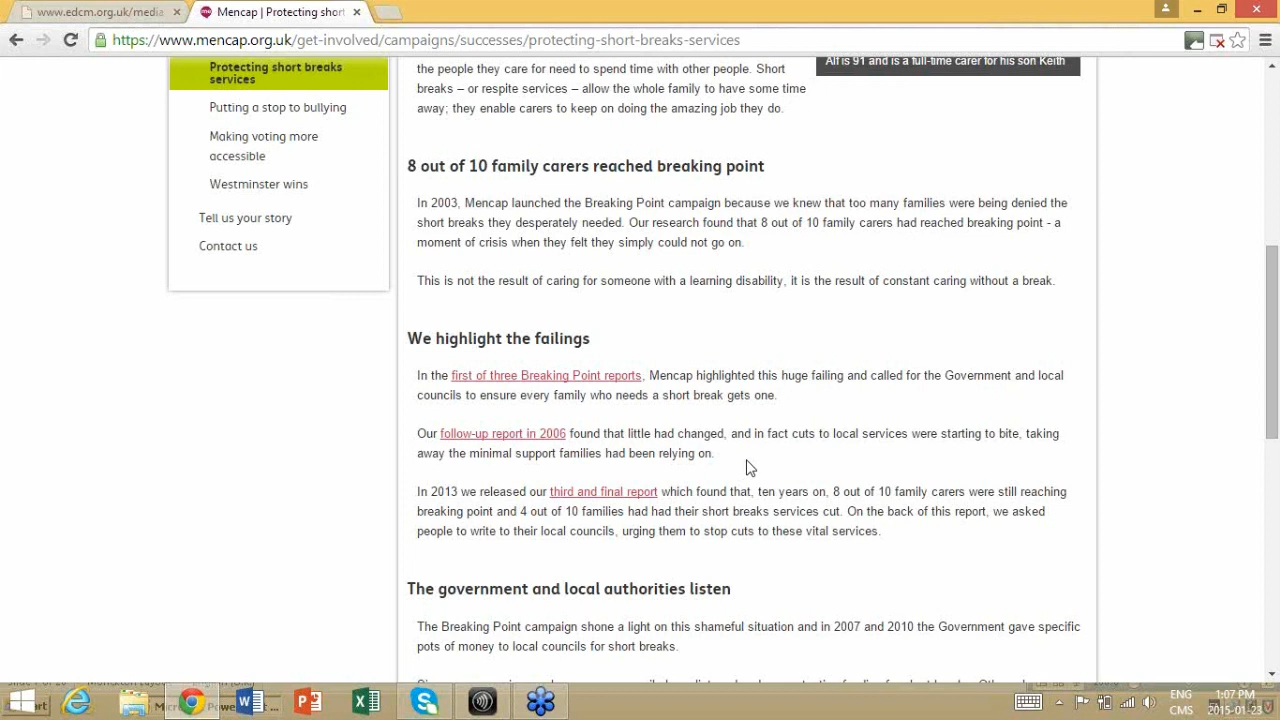 www.edcm.org.uk/media
Mencap | Protecting short
https://www.mencap.org.uk/get-involved/campaigns/successes/protecting-short-breaks-services
Protecting short breaks
services
Putting a stop to bullying
Making voting more
accessible
Westminster wins
Tell us your story
Contact us
the people they care for need to spend time with other people. Short
breaks – or respite services – allow the whole family to have some time
away; they enable carers to keep on doing the amazing job they do.
Alf is 91 and is a full-time carer for his son Keith
8 out of 10 family carers reached breaking point
In 2003, Mencap launched the Breaking Point campaign because we knew that too many families were being denied the
short breaks they desperately needed. Our research found that 8 out of 10 family carers had reached breaking point - a
moment of crisis when they felt they simply could not go on.
This is not the result of caring for someone with a learning disability, it is the result of constant caring without a break.
We highlight the failings
In the first of three Breaking Point reports, Mencap highlighted this huge failing and called for the Government and local
councils to ensure every family who needs a short break gets one.
Our follow-up report in 2006 found that little had changed, and in fact cuts to local services were starting to bite, taking
away the minimal support families had been relying on.
In 2013 we released our third and final report which found that, ten years on, 8 out of 10 family carers were still reaching
breaking point and 4 out of 10 families had had their short breaks services cut. On the back of this report, we asked
people to write to their local councils, urging them to stop cuts to these vital services.
The government and local authorities listen
The Breaking Point campaign shone a light on this shameful situation and in 2007 and 2010 the Government gave specific
pots of money to local councils for short breaks.
ENG
CMS
1:07 PM
2015-01-23